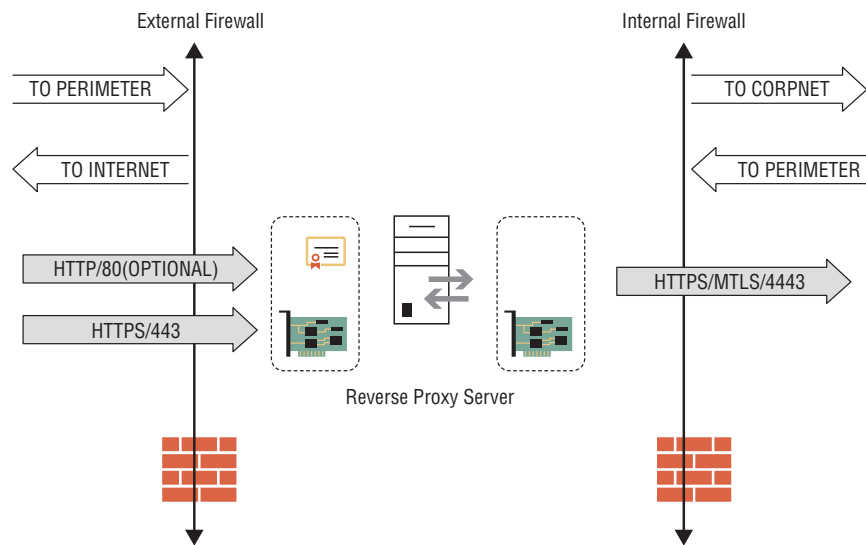 External Firewall
Internal Firewall
TO PERIMETER
TO CORPNET
TO INTERNET
TO PERIMETER
HTTP/80(OPTIONAL)
HTTPS/MTLS/4443
HTTPS/443
Reverse Proxy Server